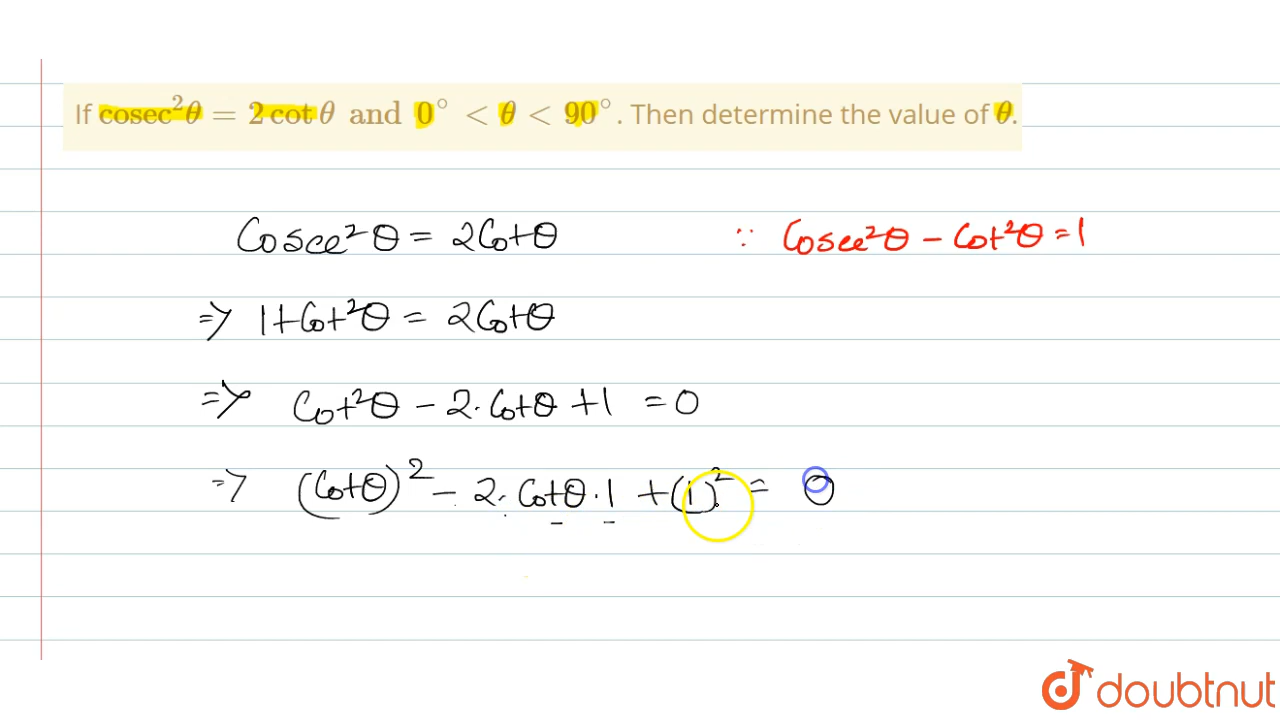 If cosec²θ = 2 cot θ and 0° < θ < 90°. Then determine the value of θ.
Cosec²θ = 2Cotθ
∵ Cosec²θ - Cot²θ = 1
=> 1+Cot²θ = 2Cotθ
=> Cot²θ - 2·Cotθ + 1 = 0
=> (Cotθ)² - 2·Cotθ·1 + (1)² = 0
doubtnut